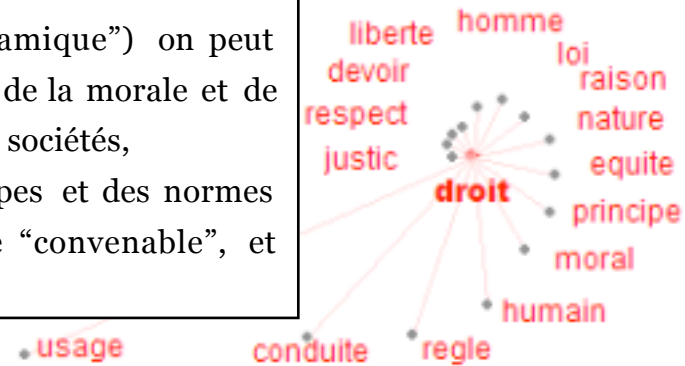 amique”) on peut
de la morale et de
sociétés,
pes et des normes
e “convenable”, et
liberte homme
loi
devoir raison
respect nature
justic equite
droit
principe
moral
humain
usage conduite regle